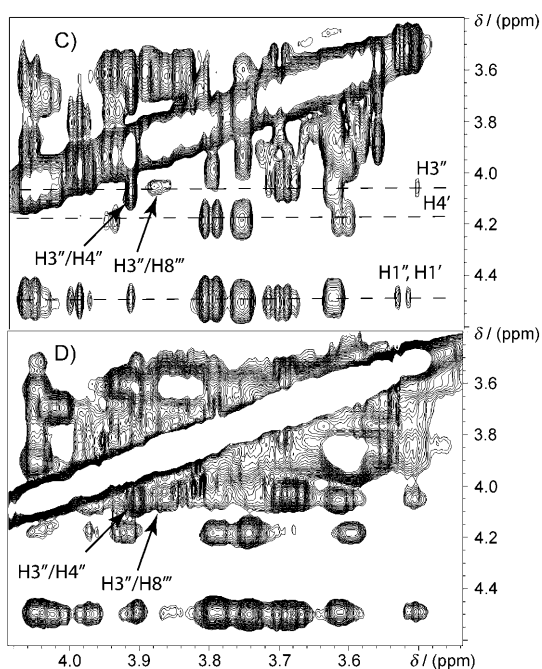 C)
δ / (ppm)
3.6
3.8
4.0
H3″
H4′
4.2
H3″/H4″
H3″/H8‴
H1″, H1′
4.4
D)
δ / (ppm)
3.6
3.8
4.0
4.2
H3″/H4″
H3″/H8‴
4.4
4.0 3.9 3.8 3.7 3.6 δ / (ppm)